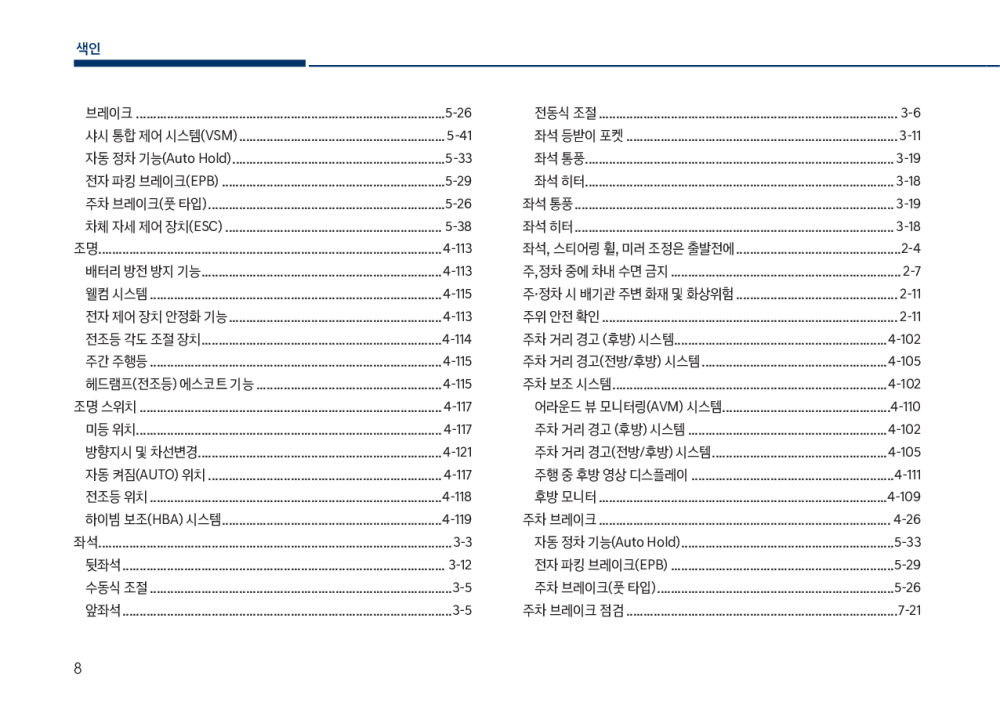 색인
브레이크 5-26
샤시 통합 제어 시스템(VSM) 5-41
자동 정차 기능(Auto Hold) 5-33
전자 파킹 브레이크(EPB) 5-29
주차 브레이크(풋 타입) 5-26
차체 자세 제어 장치(ESC) 5-38
조명 4-113
배터리 방전 방지 기능 4-113
웰컴 시스템 4-115
전자 제어 장치 안정화 기능 4-113
전조등 각도 조절 장치 4-114
주간 주행등 4-115
헤드램프(전조등) 에스코트 기능 4-115
조명 스위치 4-117
미등 위치 4-117
방향지시 및 차선변경 4-121
자동 켜짐(AUTO) 위치 4-117
전조등 위치 4-118
하이빔 보조(HBA) 시스템 4-119
좌석 3-3
뒷좌석 3-12
수동식 조절 3-5
앞좌석 3-5
전동식 조절 3-6
좌석 등받이 포켓 3-11
좌석 통풍 3-19
좌석 히터 3-18
좌석 통풍 3-19
좌석 히터 3-18
좌석, 스티어링 휠, 미러 조정은 출발전에 2-4
주,정차 중에 차내 수면 금지 2-7
주·정차 시 배기관 주변 화재 및 화상위험 2-11
주위 안전 확인 2-11
주차 거리 경고 (후방) 시스템 4-102
주차 거리 경고(전방/후방) 시스템 4-105
주차 보조 시스템 4-102
어라운드 뷰 모니터링(AVM) 시스템 4-110
주차 거리 경고 (후방) 시스템 4-102
주차 거리 경고(전방/후방) 시스템 4-105
주행 중 후방 영상 디스플레이 4-111
후방 모니터 4-109
주차 브레이크 4-26
자동 정차 기능(Auto Hold) 5-33
전자 파킹 브레이크(EPB) 5-29
주차 브레이크(풋 타입) 5-26
주차 브레이크 점검 7-21
8